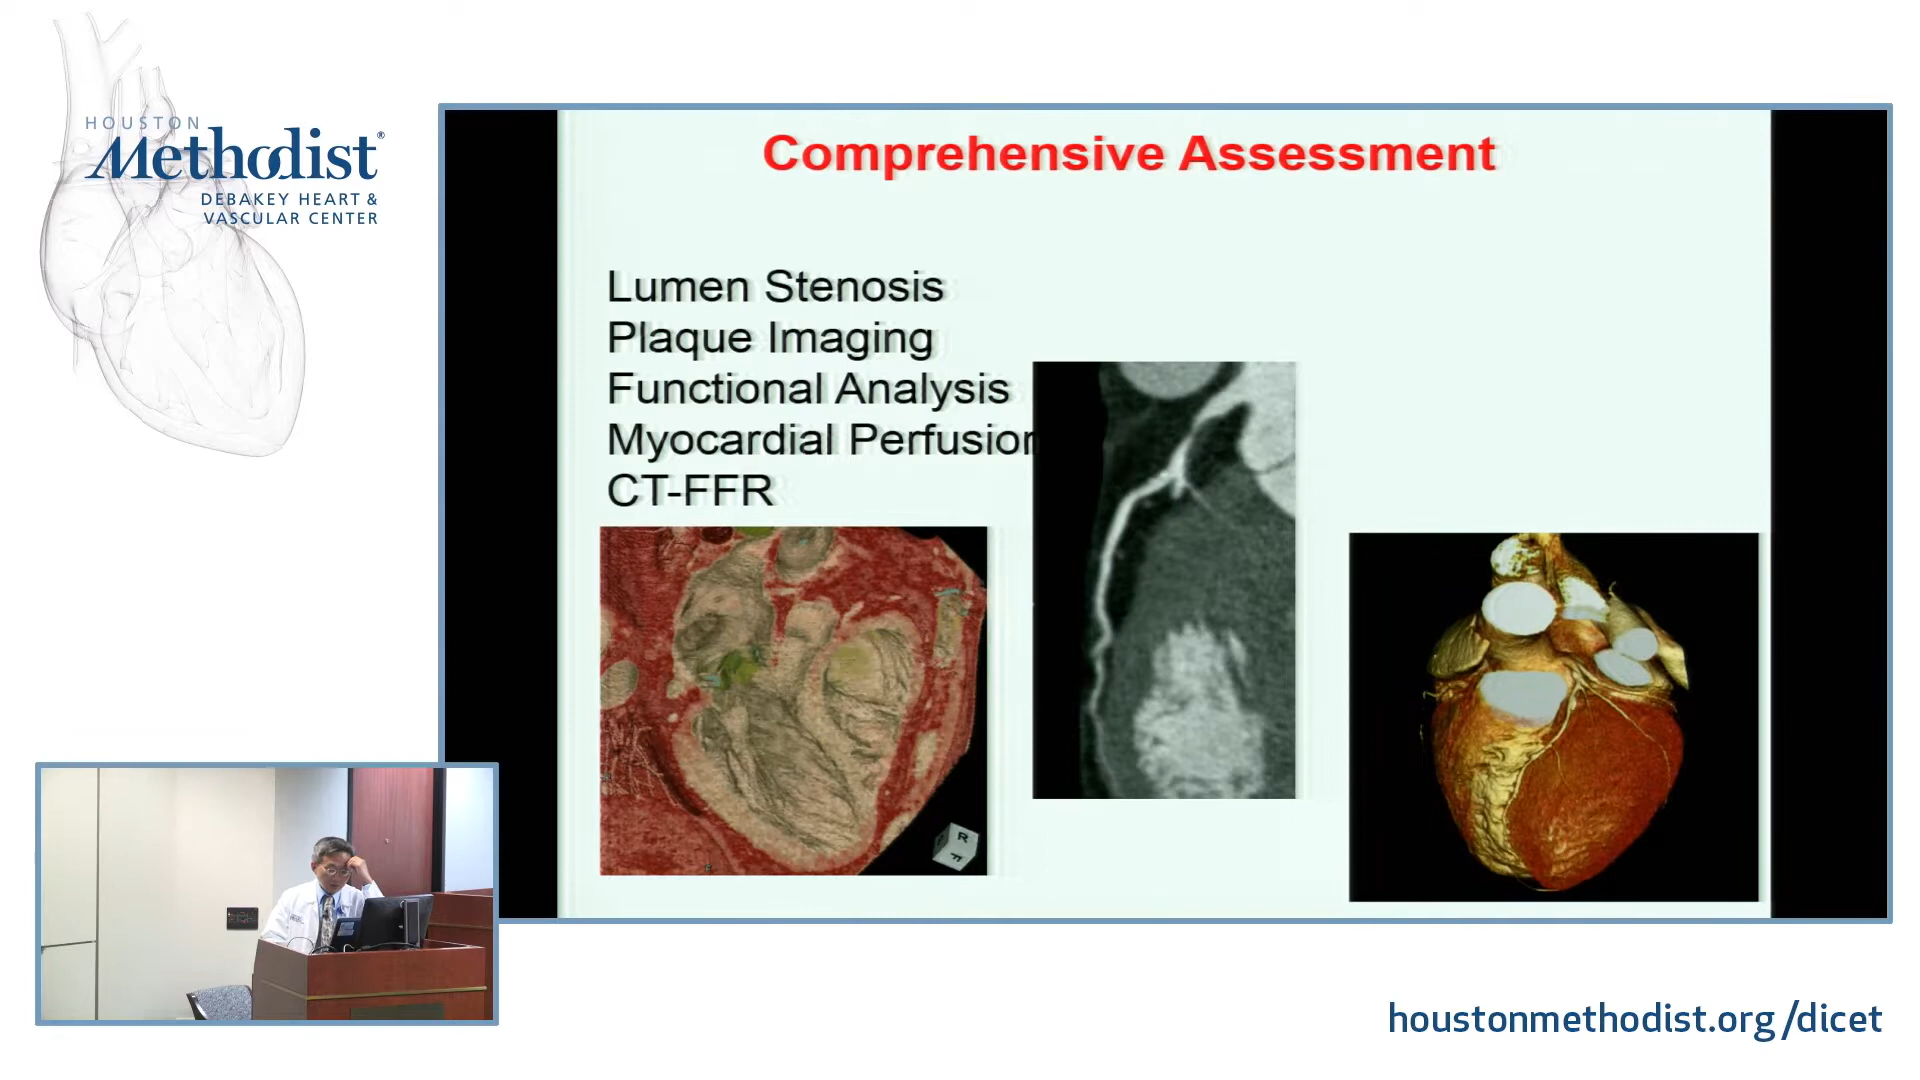 HOUSTON
Methodist®
DEBAKEY HEART &
VASCULAR CENTER
Comprehensive Assessment
Lumen Stenosis
Plaque Imaging
Functional Analysis
Myocardial Perfusion
CT-FFR
R
F
houstonmethodist.org/dicet